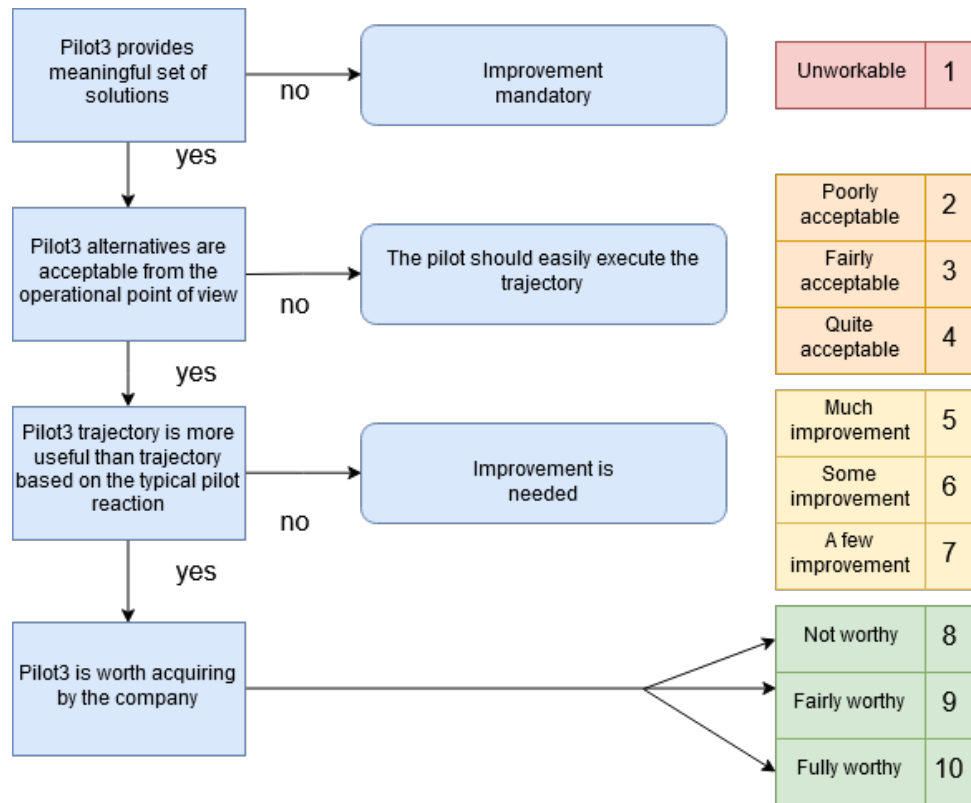 Pilot3 provides
meaningful set of
solutions
no
Improvement
mandatory
Unworkable
1
yes
Pilot3 alternatives are
acceptable from the
operational point of view
no
The pilot should easily execute the
trajectory
Poorly
acceptable
2
Fairly
acceptable
3
Quite
acceptable
4
yes
Pilot3 trajectory is more
useful than trajectory
based on the typical pilot
reaction
no
Improvement is
needed
Much
improvement
5
Some
improvement
6
A few
improvement
7
yes
Pilot3 is worth acquiring
by the company
Not worthy
8
Fairly worthy
9
Fully worthy
10